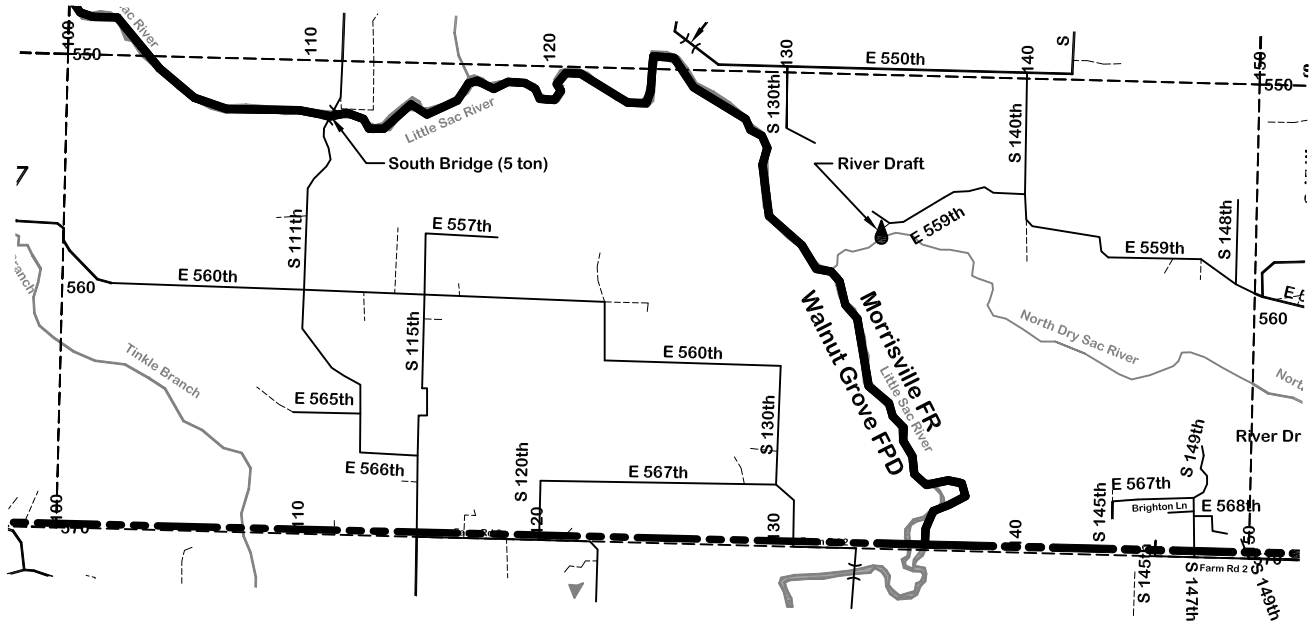 ac River
100
550
110
120
130
E 550th
S
140
150
550
Little Sac River
S 130th
S 140th
South Bridge (5 ton)
River Draft
7
S 111th
E 557th
E 559th
E 559th
S 148th
ranch
E 560th
560
560
S 115th
Walnut Grove FPD
Morrisville FR
Little Sac River
North Dry Sac River
Tinkle Branch
E 560th
E 565th
S 130th
E 566th
S 120th
E 567th
River Dr
S 149th
S 145th
E 567th
Brighton Ln
E 568th
100
110
120
130
140
150
S 145th
S 147th
Farm Rd 2
S 149th